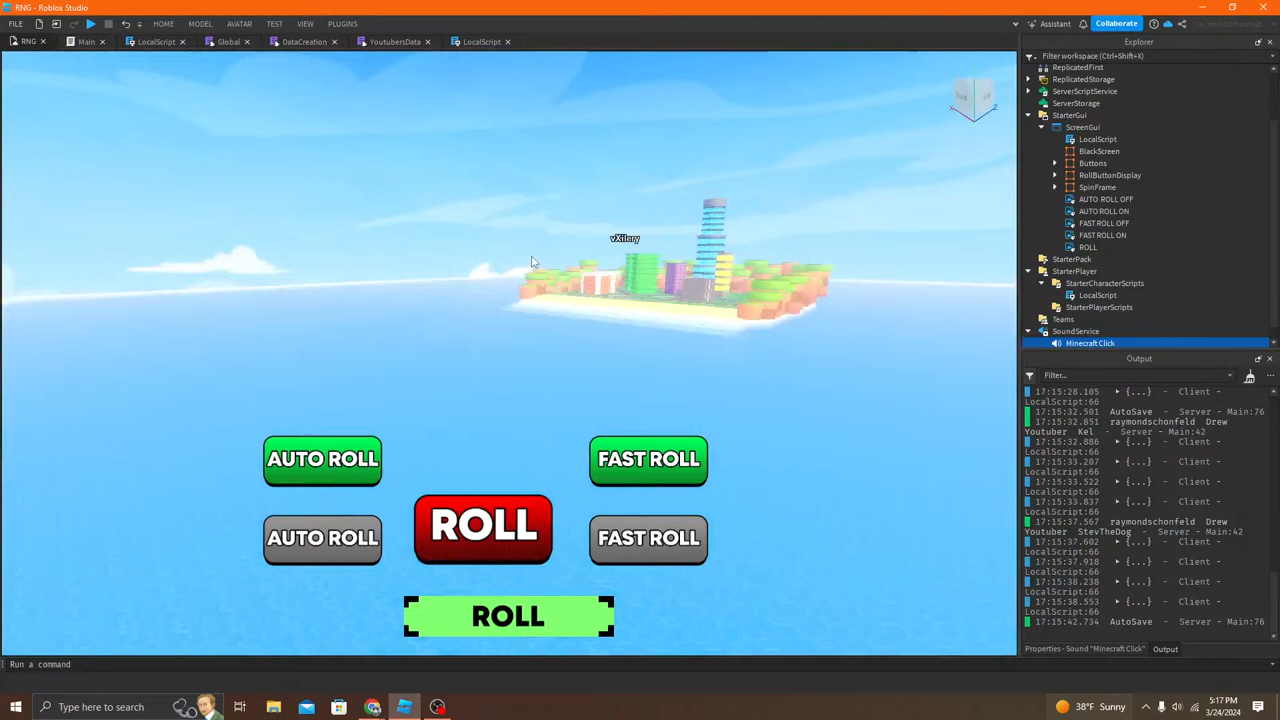 RNG - Roblox Studio
FILE HOME MODEL AVATAR TEST VIEW PLUGINS Assistant Collaborate
RNG Main LocalScript Global DataCreation YoutubersData LocalScript
Explorer
Filter workspace (Ctrl+Shift+X)
ReplicatedFirst
ReplicatedStorage
ServerScriptService
ServerStorage
StarterGui
ScreenGui
LocalScript
BlackScreen
Buttons
RollButtonDisplay
SpinFrame
AUTO ROLL OFF
AUTO ROLL ON
FAST ROLL OFF
FAST ROLL ON
ROLL
StarterPack
StarterPlayer
StarterCharacterScripts
LocalScript
StarterPlayerScripts
Teams
SoundService
Minecraft Click
vXilery
AUTO ROLL
FAST ROLL
ROLL
AUTO ROLL
FAST ROLL
ROLL
Output
Filter...
17:15:28.105 ▸ {...} - Client -
LocalScript:66
17:15:32.501 AutoSave - Server - Main:76
17:15:32.851 raymondschonfeld Drew
Youtuber Kel - Server - Main:42
17:15:32.886 ▸ {...} - Client -
LocalScript:66
17:15:33.207 ▸ {...} - Client -
LocalScript:66
17:15:33.522 ▸ {...} - Client -
LocalScript:66
17:15:33.837 ▸ {...} - Client -
LocalScript:66
17:15:37.567 raymondschonfeld Drew
Youtuber StevTheDog - Server - Main:42
17:15:37.602 ▸ {...} - Client -
LocalScript:66
17:15:37.918 ▸ {...} - Client -
LocalScript:66
17:15:38.238 ▸ {...} - Client -
LocalScript:66
17:15:38.553 ▸ {...} - Client -
LocalScript:66
17:15:42.734 AutoSave - Server - Main:76
Properties - Sound "Minecraft Click" Output
Run a command
Type here to search
38°F Sunny
5:17 PM
3/24/2024